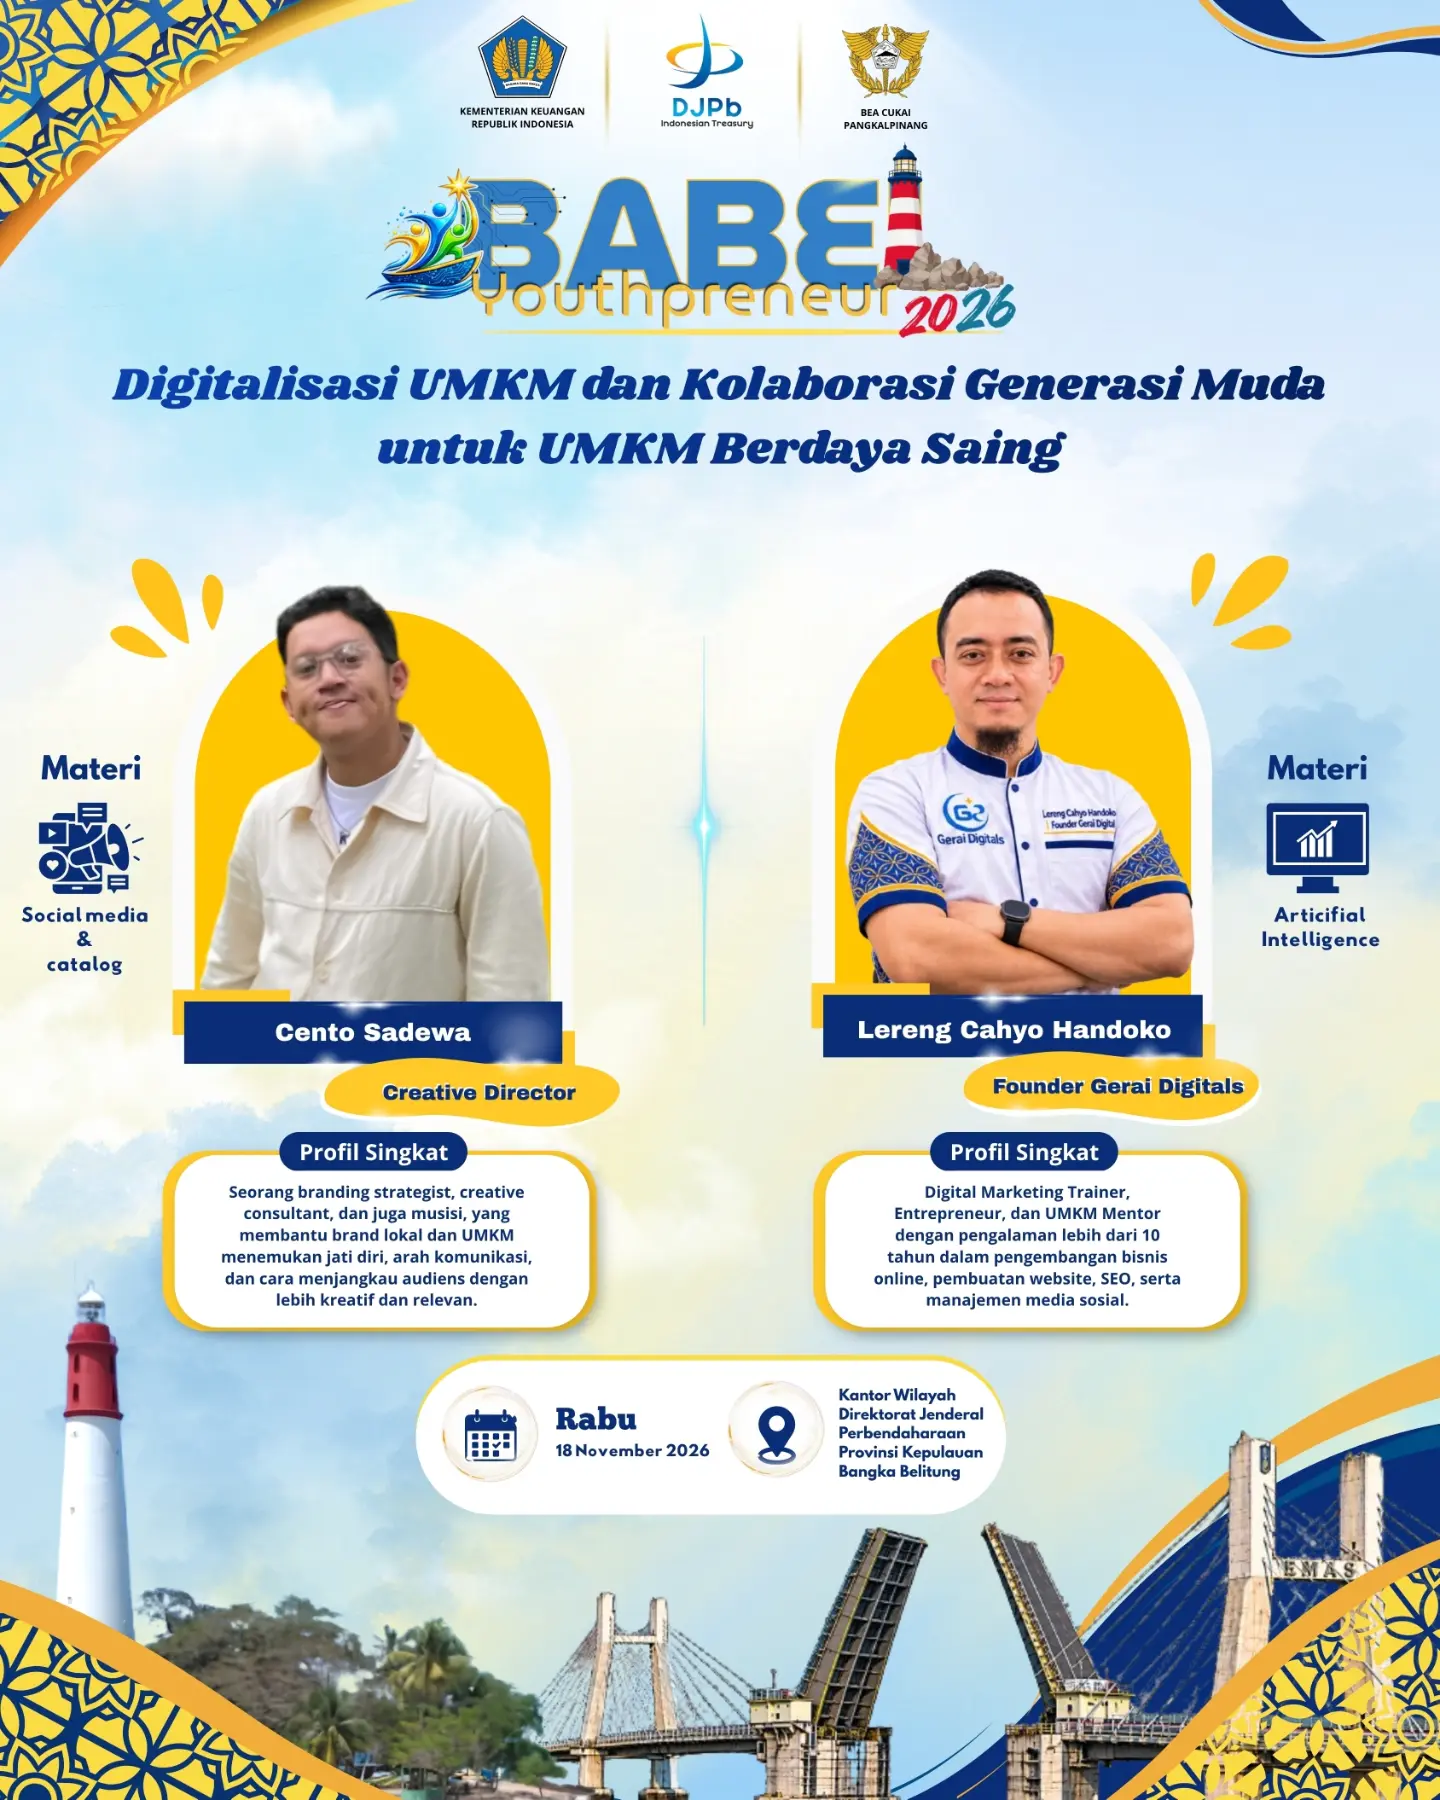 KEMENTERIAN KEUANGAN
REPUBLIK INDONESIA
DJPb
Indonesian Treasury
BEA CUKAI
PANGKALPINANG
BABEL
Youthpreneur 2026
Digitalisasi UMKM dan Kolaborasi Generasi Muda
untuk UMKM Berdaya Saing
Materi
Social media
&
catalog
Gerai Digitals
Lereng Cahyo Handoko
Founder Gerai Digital
Materi
Articifial
Intelligence
Cento Sadewa
Creative Director
Lereng Cahyo Handoko
Founder Gerai Digitals
Profil Singkat
Seorang branding strategist, creative
consultant, dan juga musisi, yang
membantu brand lokal dan UMKM
menemukan jati diri, arah komunikasi,
dan cara menjangkau audiens dengan
lebih kreatif dan relevan.
Profil Singkat
Digital Marketing Trainer,
Entrepreneur, dan UMKM Mentor
dengan pengalaman lebih dari 10
tahun dalam pengembangan bisnis
online, pembuatan website, SEO, serta
manajemen media sosial.
Rabu
18 November 2026
Kantor Wilayah
Direktorat Jenderal
Perbendaharaan
Provinsi Kepulauan
Bangka Belitung
EMAS